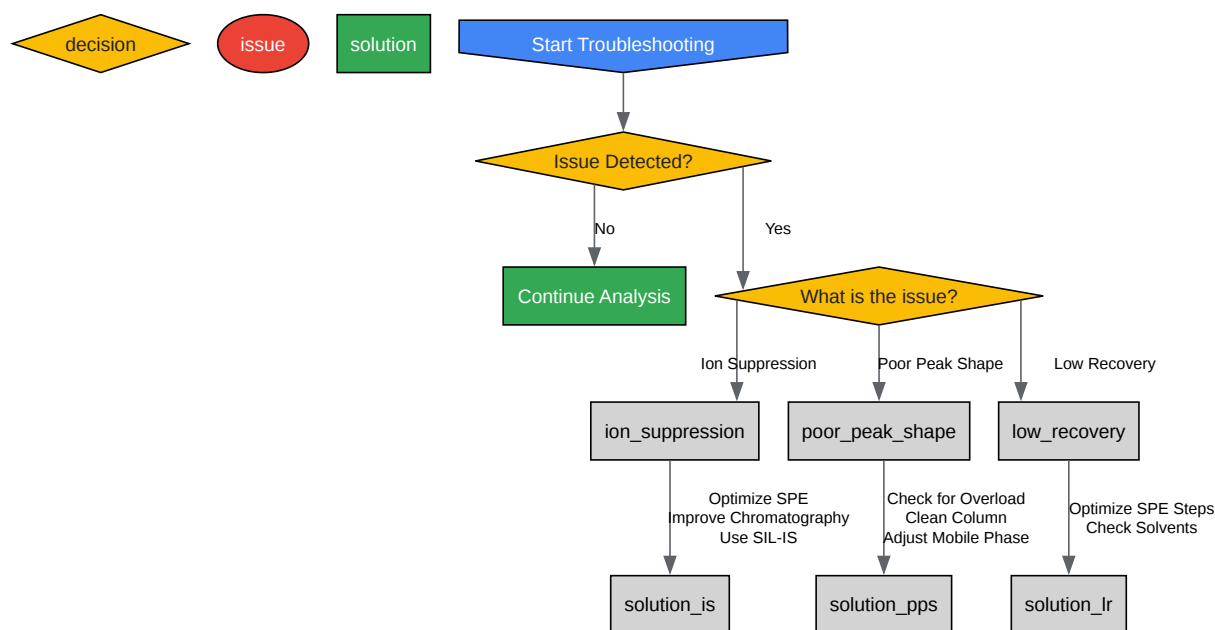 decision
issue
solution
Start Troubleshooting
Issue Detected?
No
Yes
Continue Analysis
What is the issue?
Ion Suppression
Poor Peak Shape
Low Recovery
ion_suppression
poor_peak_shape
low_recovery
Optimize SPE
Improve Chromatography
Use SIL-IS
Check for Overload
Clean Column
Adjust Mobile Phase
Optimize SPE Steps
Check Solvents
solution_is
solution_pps
solution_lr